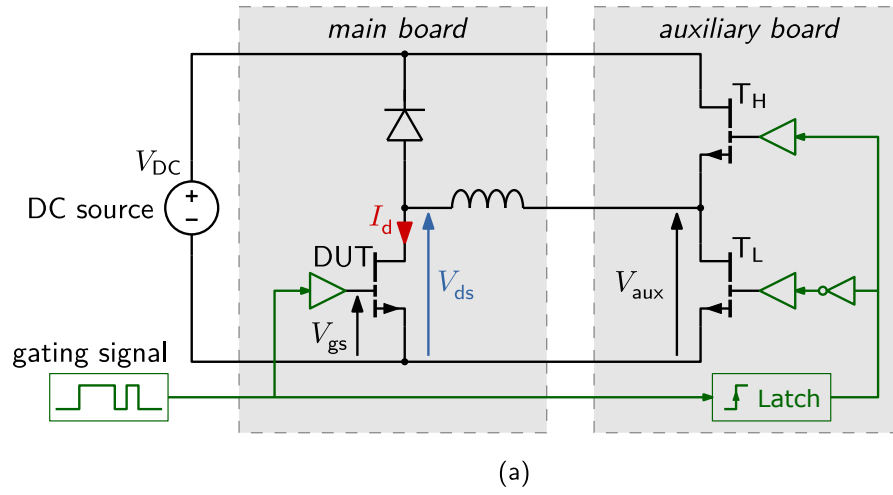 main board
auxiliary board
T_H
V_DC
+
−
DC source
I_d
DUT
V_ds
V_gs
V_aux
T_L
gating signal
Latch
(a)